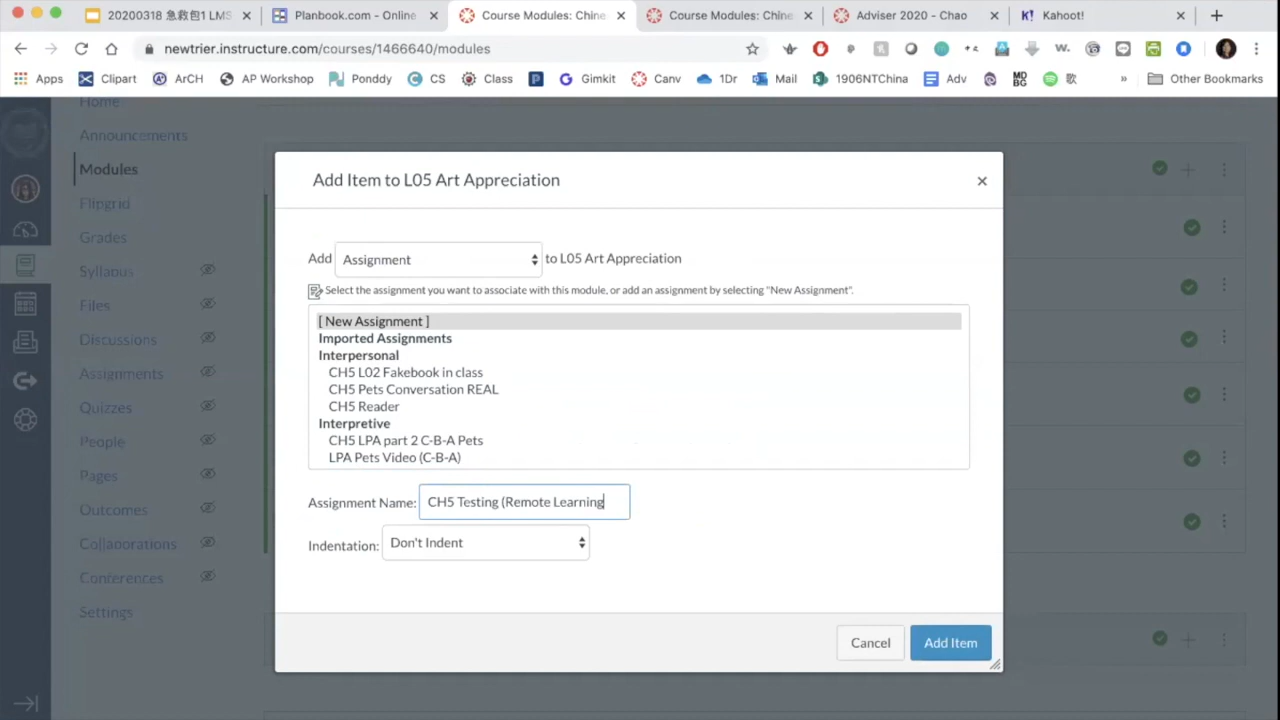 20200318 急救包1 LMS
Planbook.com - Online
Course Modules: Chine
Course Modules: Chine
Adviser 2020 - Chao
K! Kahoot!
newtrier.instructure.com/courses/1466640/modules
Apps Clipart ArCH AP Workshop Ponddy CS Class Gimkit Canv 1Dr Mail 1906NTChina Adv MDBG 歌 » Other Bookmarks
Home
Announcements
Modules
Flipgrid
Grades
Syllabus
Files
Discussions
Assignments
Quizzes
People
Pages
Outcomes
Collaborations
Conferences
Settings
Add Item to L05 Art Appreciation
Add Assignment to L05 Art Appreciation
Select the assignment you want to associate with this module, or add an assignment by selecting "New Assignment".
[ New Assignment ]
Imported Assignments
Interpersonal
CH5 L02 Fakebook in class
CH5 Pets Conversation REAL
CH5 Reader
Interpretive
CH5 LPA part 2 C-B-A Pets
LPA Pets Video (C-B-A)
Assignment Name: CH5 Testing (Remote Learning
Indentation: Don't Indent
Cancel Add Item